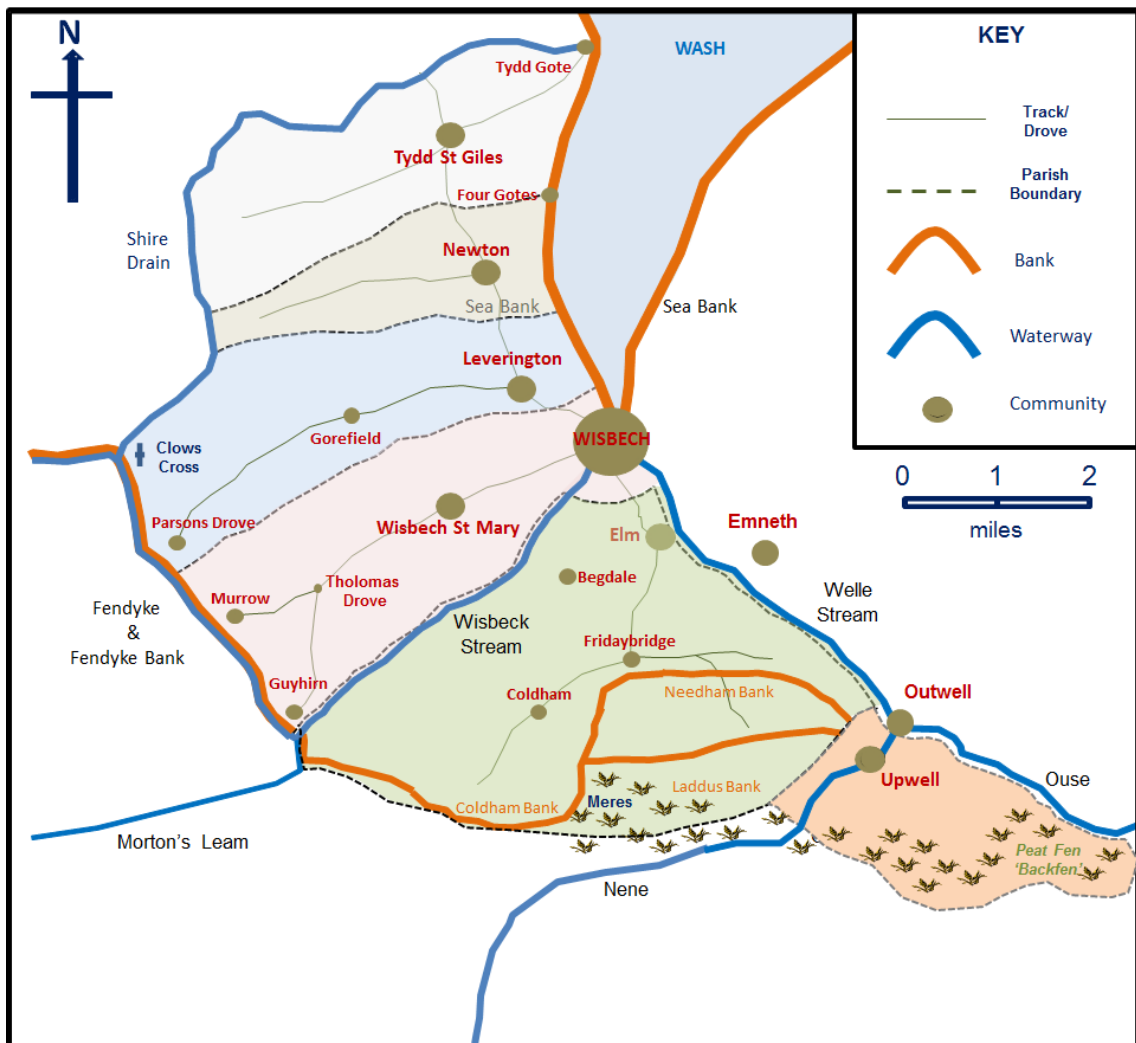 N
WASH
Tydd Gote
Tydd St Giles
Four Gotes
Shire
Drain
Newton
Sea Bank
Sea Bank
Leverington
Gorefield
WISBECH
Clows
Cross
Parsons Drove
Wisbech St Mary
Elm
Emneth
Begdale
Tholomas
Drove
Murrow
Fendyke
&
Fendyke Bank
Wisbeck
Stream
Welle
Stream
Fridaybridge
Guyhirn
Coldham
Needham Bank
Outwell
Upwell
Ouse
Laddus Bank
Meres
Coldham Bank
Morton's Leam
Nene
Peat Fen
'Backfen'
KEY
Track/
Drove
Parish
Boundary
Bank
Waterway
Community
0 1 2
miles